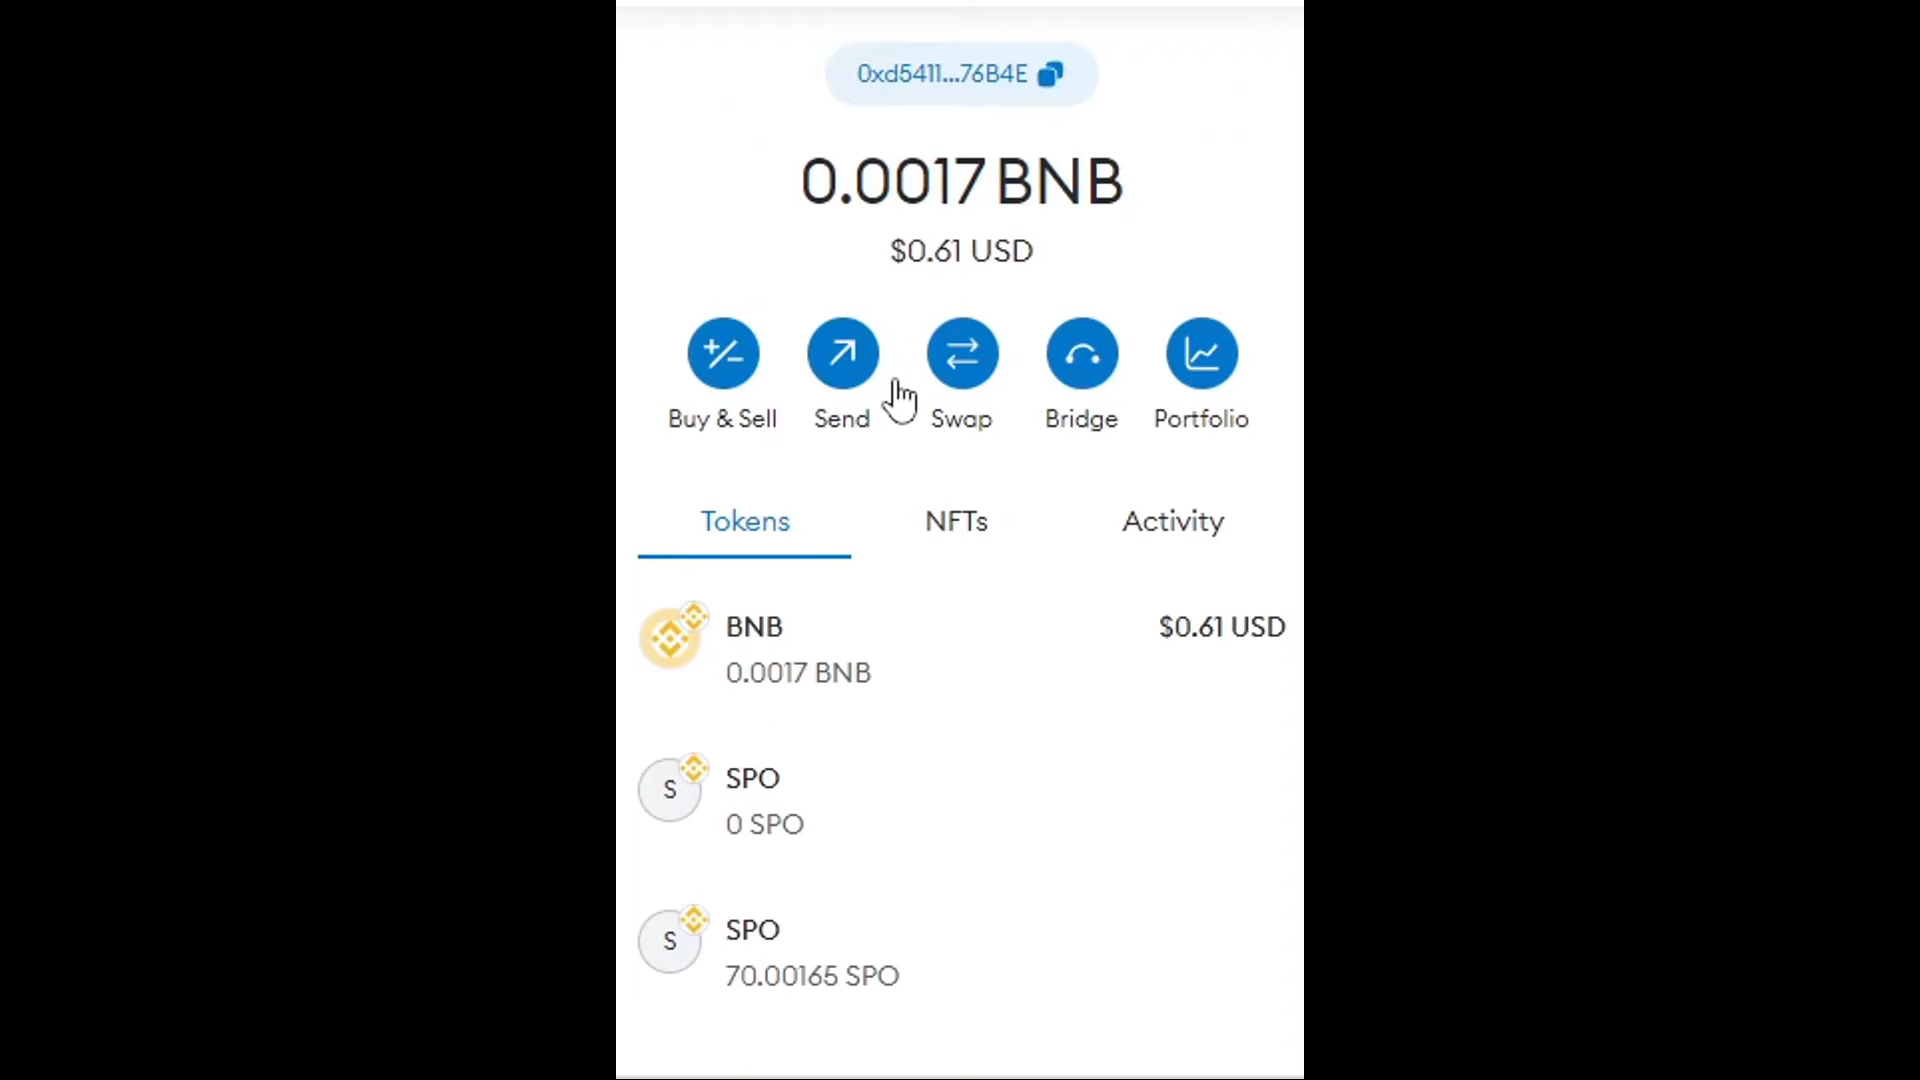 0xd5411...76B4E
0.0017 BNB
$0.61 USD
Buy & Sell
Send
Swap
Bridge
Portfolio
Tokens
NFTs
Activity
BNB
$0.61 USD
0.0017 BNB
S
SPO
0 SPO
S
SPO
70.00165 SPO